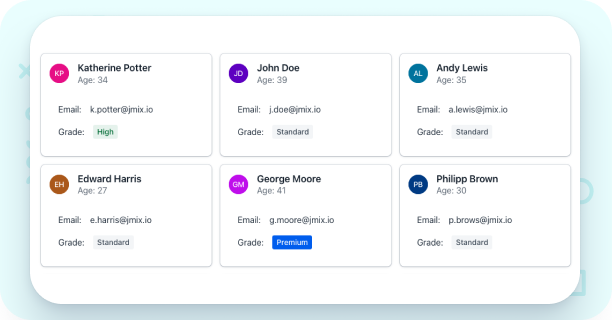 KP Katherine Potter
Age: 34
Email: k.potter@jmix.io
Grade: High
JD John Doe
Age: 39
Email: j.doe@jmix.io
Grade: Standard
AL Andy Lewis
Age: 35
Email: a.lewis@jmix.io
Grade: Standard
EH Edward Harris
Age: 27
Email: e.harris@jmix.io
Grade: Standard
GM George Moore
Age: 41
Email: g.moore@jmix.io
Grade: Premium
PB Philipp Brown
Age: 30
Email: p.brows@jmix.io
Grade: Standard